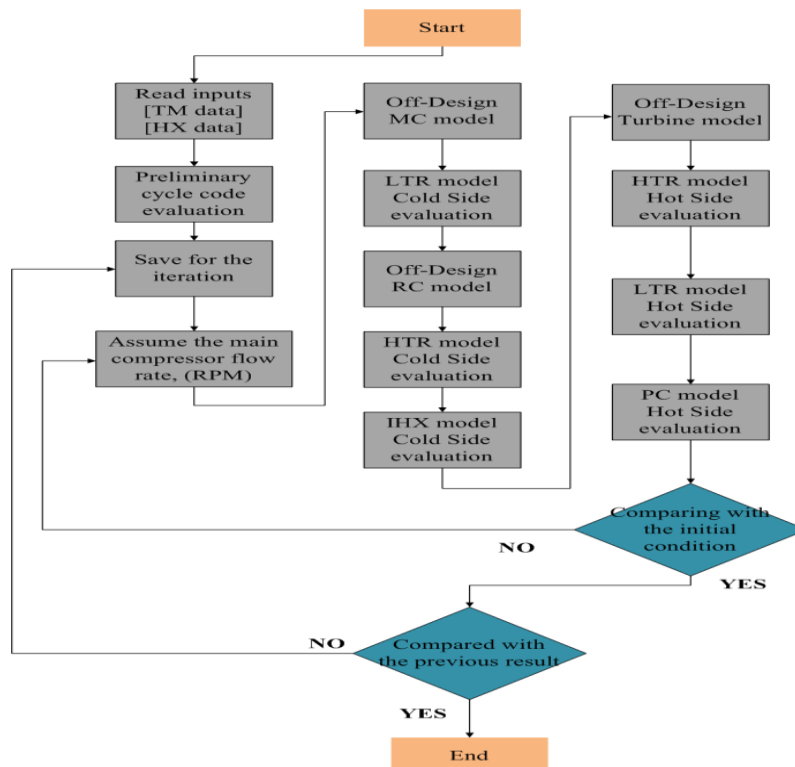 Start
Read inputs
[TM data]
[HX data]
Preliminary
cycle code
evaluation
Save for the
iteration
Assume the main
compressor flow
rate, (RPM)
Off-Design
MC model
LTR model
Cold Side
evaluation
Off-Design
RC model
HTR model
Cold Side
evaluation
IHX model
Cold Side
evaluation
Off-Design
Turbine model
HTR model
Hot Side
evaluation
LTR model
Hot Side
evaluation
PC model
Hot Side
evaluation
Comparing with
the initial
condition
NO
YES
Compared with
the previous result
NO
YES
End